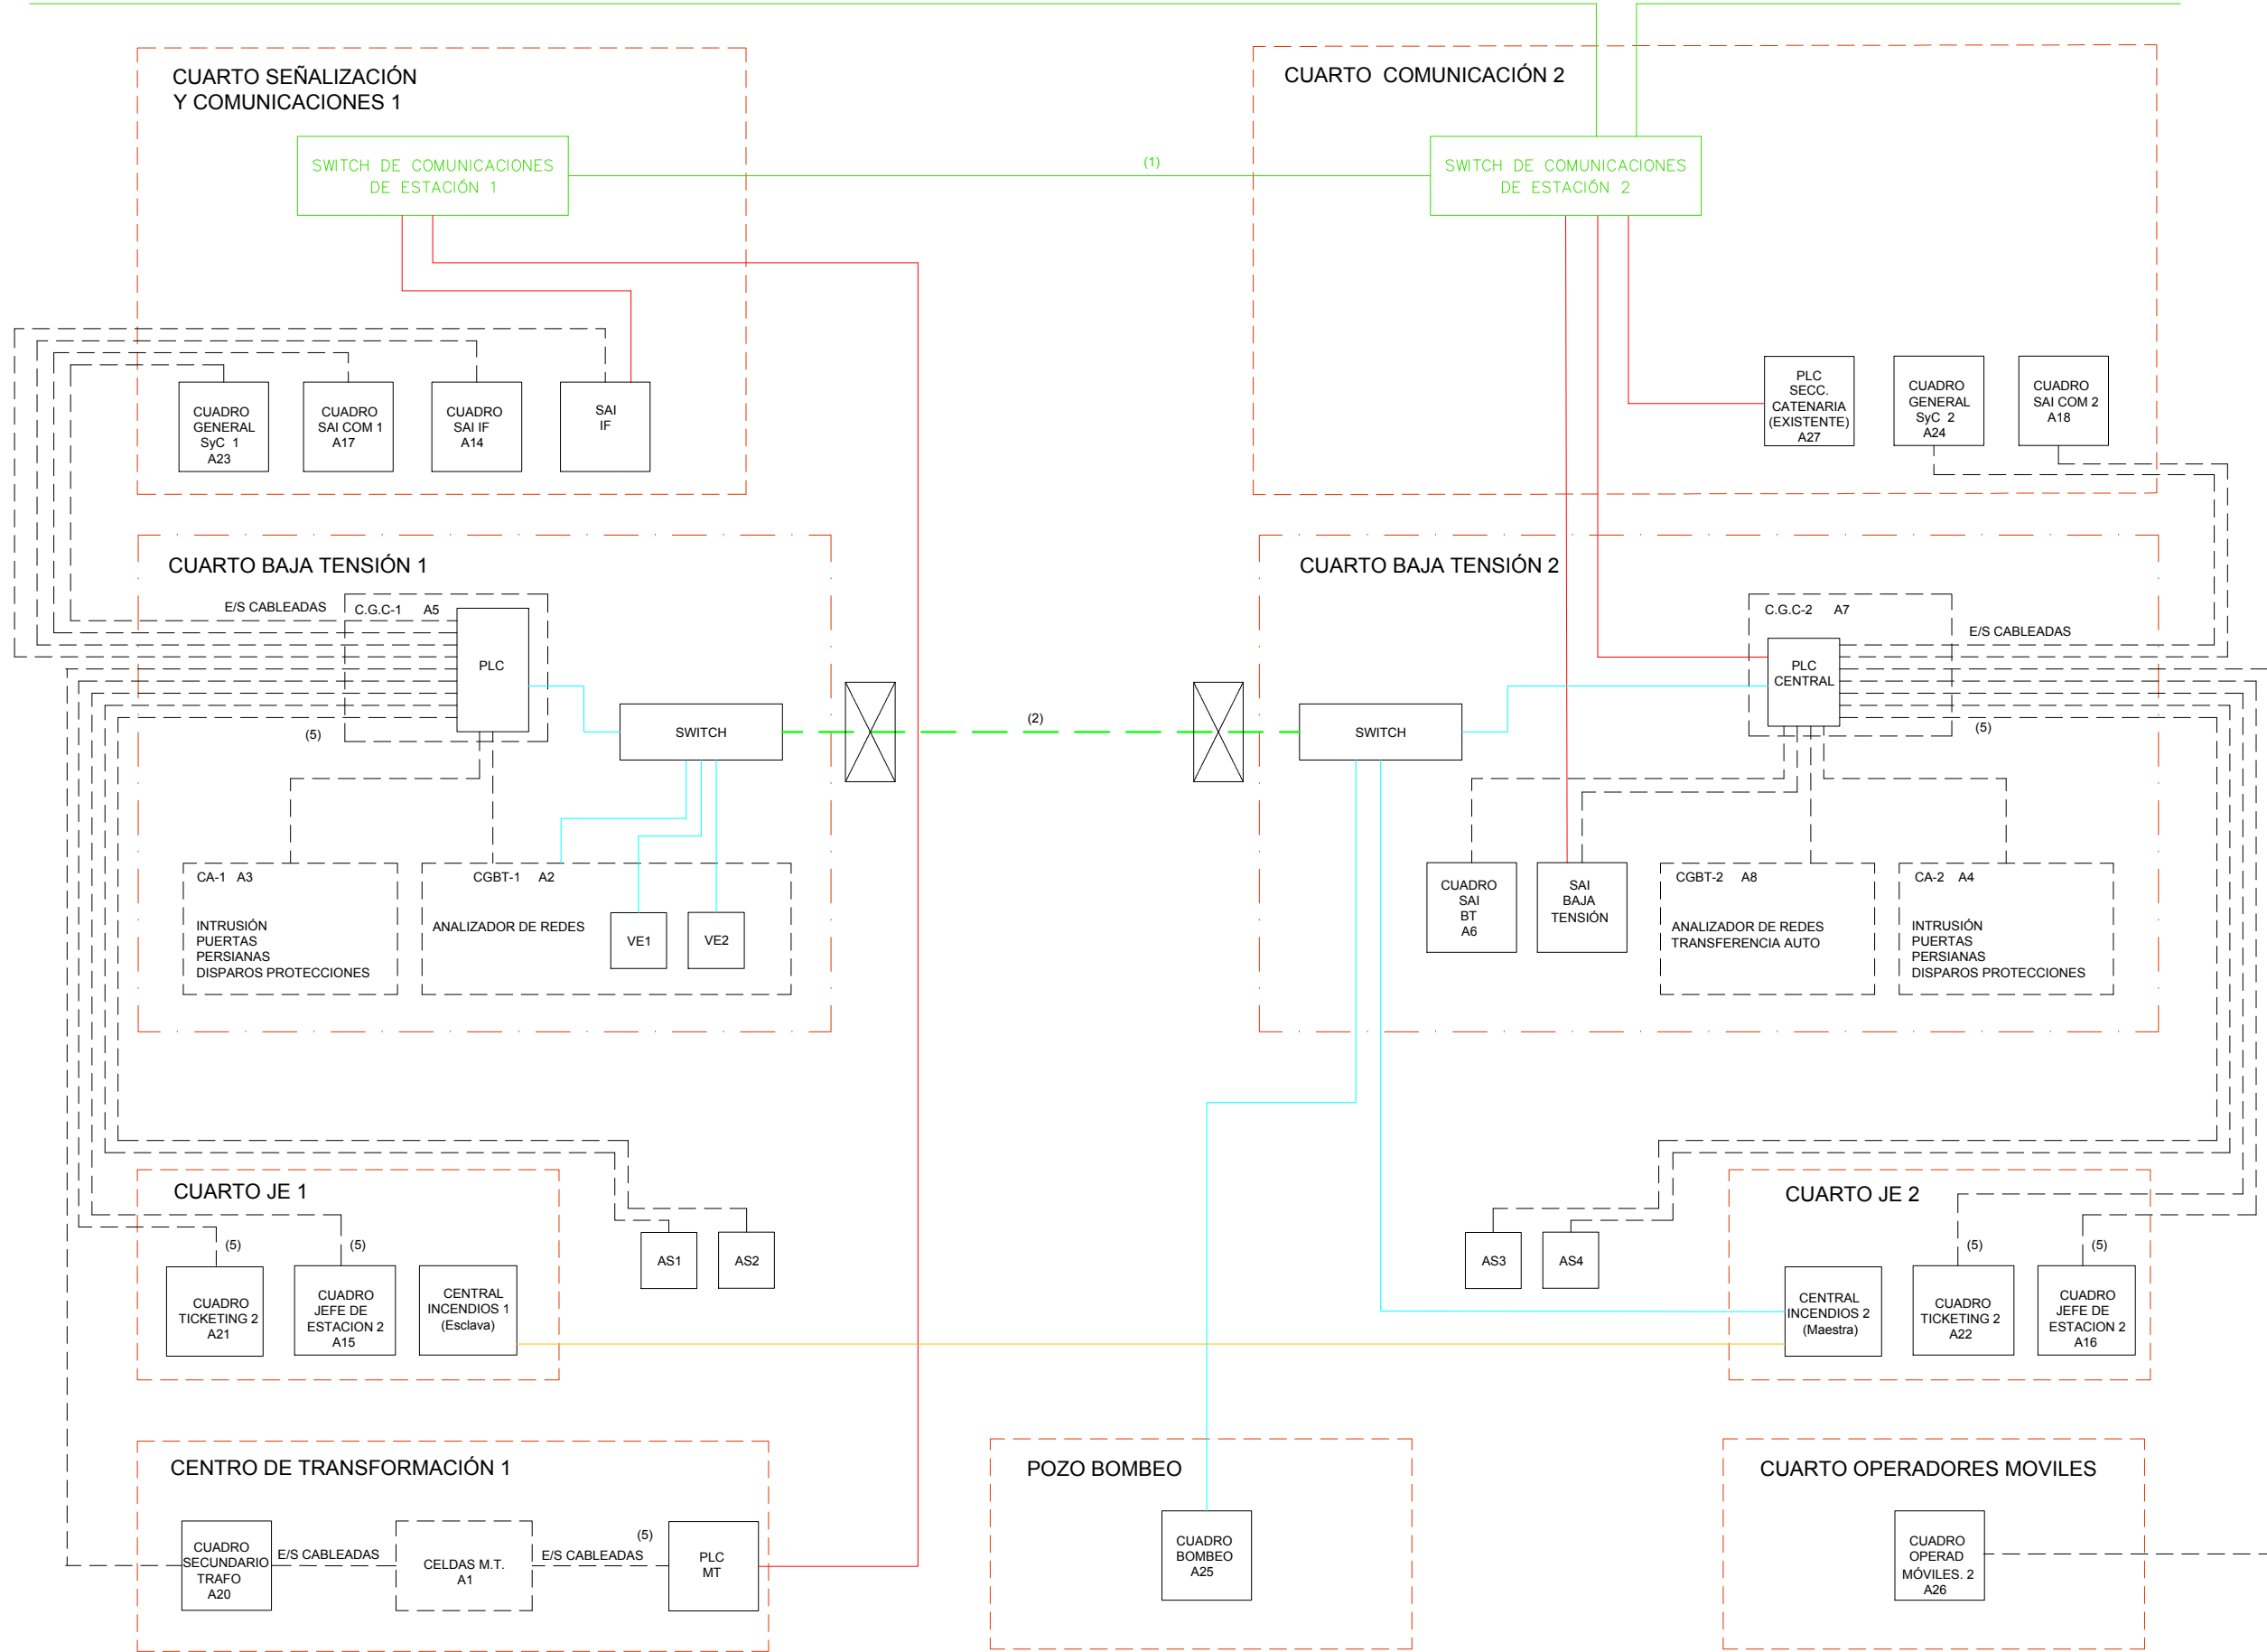 CUARTO SEÑALIZACIÓN
Y COMUNICACIONES 1
CUARTO COMUNICACIÓN 2
SWITCH DE COMUNICACIONES
DE ESTACIÓN 1
(1)
SWITCH DE COMUNICACIONES
DE ESTACIÓN 2
CUADRO
GENERAL
SyC 1
A23
CUADRO
SAI COM 1
A17
CUADRO
SAI IF
A14
SAI
IF
PLC
SECC.
CATENARIA
(EXISTENTE)
A27
CUADRO
GENERAL
SyC 2
A24
CUADRO
SAI COM 2
A18
CUARTO BAJA TENSIÓN 1
E/S CABLEADAS
C.G.C-1 A5
PLC
(5)
SWITCH
(2)
CA-1 A3
INTRUSIÓN
PUERTAS
PERSIANAS
DISPAROS PROTECCIONES
CGBT-1 A2
ANALIZADOR DE REDES
VE1
VE2
CUARTO BAJA TENSIÓN 2
C.G.C-2 A7
E/S CABLEADAS
PLC
CENTRAL
SWITCH
(5)
CUADRO
SAI
BT
A6
SAI
BAJA
TENSIÓN
CGBT-2 A8
ANALIZADOR DE REDES
TRANSFERENCIA AUTO
CA-2 A4
INTRUSIÓN
PUERTAS
PERSIANAS
DISPAROS PROTECCIONES
CUARTO JE 1
(5)
(5)
CUADRO
TICKETING 2
A21
CUADRO
JEFE DE
ESTACION 2
A15
CENTRAL
INCENDIOS 1
(Esclava)
AS1
AS2
AS3
AS4
CUARTO JE 2
(5)
(5)
CENTRAL
INCENDIOS 2
(Maestra)
CUADRO
TICKETING 2
A22
CUADRO
JEFE DE
ESTACION 2
A16
CENTRO DE TRANSFORMACIÓN 1
CUADRO
SECUNDARIO
TRAFO
A20
E/S CABLEADAS
CELDAS M.T.
A1
(5)
E/S CABLEADAS
PLC
MT
POZO BOMBEO
CUADRO
BOMBEO
A25
CUARTO OPERADORES MOVILES
CUADRO
OPERAD
MÓVILES. 2
A26